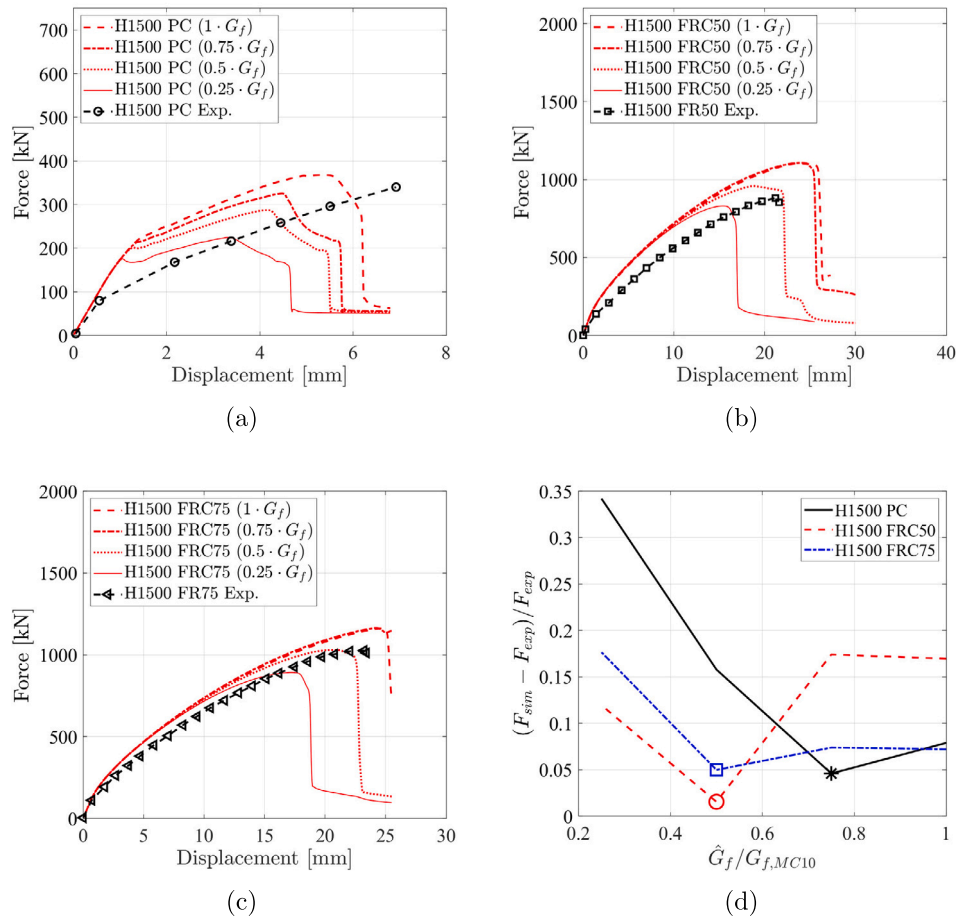 H1500 PC (1 · G_f)
H1500 PC (0.75 · G_f)
H1500 PC (0.5 · G_f)
H1500 PC (0.25 · G_f)
H1500 PC Exp.
700
600
500
400
300
200
100
0
Force [kN]
0 2 4 6 8
Displacement [mm]
(a)
H1500 FRC50 (1 · G_f)
H1500 FRC50 (0.75 · G_f)
H1500 FRC50 (0.5 · G_f)
H1500 FRC50 (0.25 · G_f)
H1500 FR50 Exp.
2000
1500
1000
500
0
Force [kN]
0 10 20 30 40
Displacement [mm]
(b)
H1500 FRC75 (1 · G_f)
H1500 FRC75 (0.75 · G_f)
H1500 FRC75 (0.5 · G_f)
H1500 FRC75 (0.25 · G_f)
H1500 FR75 Exp.
2000
1500
1000
500
0
Force [kN]
0 5 10 15 20 25 30
Displacement [mm]
(c)
H1500 PC
H1500 FRC50
H1500 FRC75
0.35
0.3
0.25
0.2
0.15
0.1
0.05
0
(F_sim − F_exp)/F_exp
0.2 0.4 0.6 0.8 1
Ĝ_f/G_f,MC10
(d)